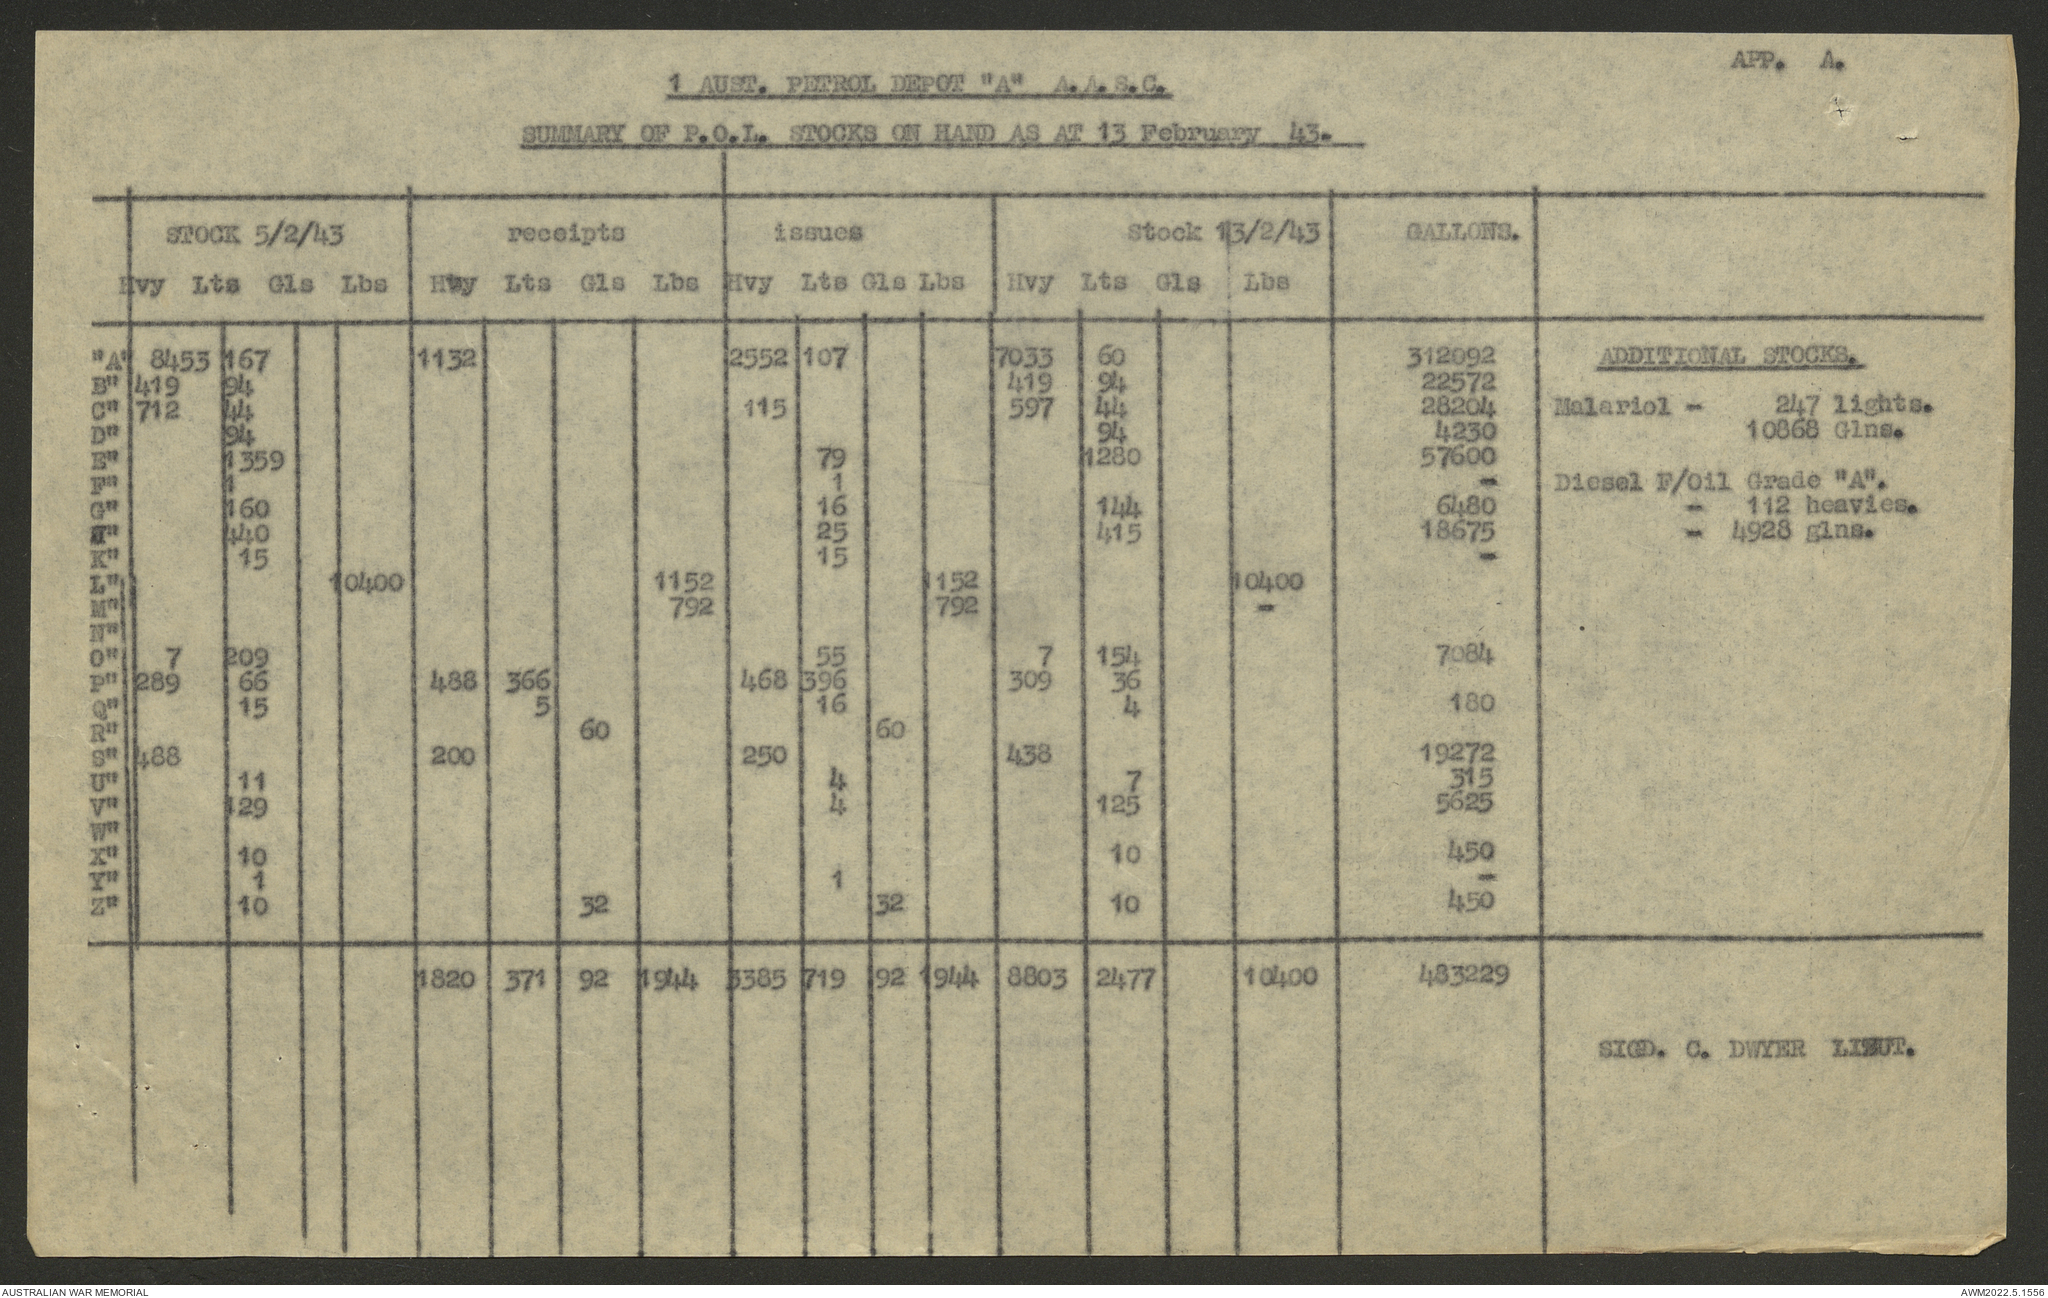 APP. A.
1 AUST. PETROL DEPOT "A" A.A.S.C.
SUMMARY OF P.O.L. STOCKS ON HAND AS AT 13 February 43.
STOCK 5/2/43 receipts issues Stock 13/2/43 GALLONS.
Hvy Lts Gls Lbs Hvy Lts Gls Lbs Hvy Lts Gls Lbs Hvy Lts Gls Lbs
"A" 8453 167 1132 2552 107 7033 60 312092 ADDITIONAL STOCKS.
B" 419 94 419 94 22572
C" 712 44 115 597 44 28204 Malariol - 247 lights.
D" 94 94 4230 10868 Glns.
E" 1359 79 1280 57600
F" 1 1 - Diesel F/Oil Grade "A".
G" 160 16 144 6480 - 112 heavies.
" 440 25 415 18675 - 4928 glns.
K" 15 15 -
L" 10400 1152 1152 10400
M" 792 792 -
N"
O" 7 209 55 7 154 7084
P" 289 66 488 366 468 396 309 36
Q" 15 5 16 4 180
R" 60 60
S" 488 200 250 438 19272
U" 11 4 7 315
V" 129 4 125 5625
W"
X" 10 10 450
Y" 1 1 -
Z" 10 32 32 10 450
1820 371 92 1944 3385 719 92 1944 8803 2477 10400 483229
SIGD. C. DWYER LIEUT.
AUSTRALIAN WAR MEMORIAL AWM2022.5.1556